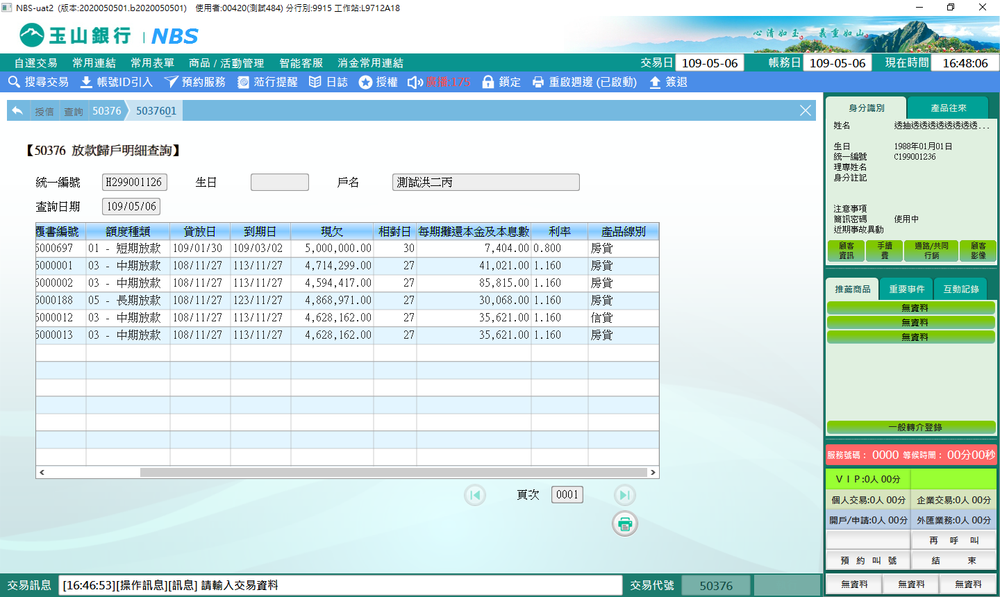 NBS-uat2 (版本:2020050501.b2020050501) 使用者:00420(測試484) 分行別:9915 工作站:L9712A18
玉山銀行 NBS
心清如玉 義重如山
自選交易 常用連結 常用表單 商品 / 活動管理 智能客服 消金常用連結 交易日 109-05-06 帳務日 109-05-06 現在時間 16:48:06
搜尋交易 帳號ID引入 預約服務 蒞行提醒 日誌 授權 廣播:175 鎖定 重啟週邊 (已啟動) 簽退
授信 查詢 50376 5037601
【50376 放款歸戶明細查詢】
統一編號 H299001126 生日 戶名 測試洪二丙
查詢日期 109/05/06
覆書編號 額度種類 貸放日 到期日 現欠 相對日 每期攤還本金及本息數 利率 產品線別
5000697 01 - 短期放款 109/01/30 109/03/02 5,000,000.00 30 7,404.00 0.800 房貸
5000001 03 - 中期放款 108/11/27 113/11/27 4,714,299.00 27 41,021.00 1.160 房貸
5000002 03 - 中期放款 108/11/27 113/11/27 4,594,417.00 27 85,815.00 1.160 房貸
5000188 05 - 長期放款 108/11/27 123/11/27 4,868,971.00 27 30,068.00 1.160 房貸
5000012 03 - 中期放款 108/11/27 113/11/27 4,628,162.00 27 35,621.00 1.160 信貸
5000013 03 - 中期放款 108/11/27 113/11/27 4,628,162.00 27 35,621.00 1.160 房貸
頁次 0001
交易訊息 [16:46:53][操作訊息][訊息] 請輸入交易資料 交易代號 50376
身分識別 產品往來
姓名 透抽透透透透透透透透...
生日 1988年01月01日
統一編號 C199001236
理專姓名
身分註記
注意事項
簡訊密碼 使用中
近期事故異動
顧客資訊 手續費 通路/共同行銷 顧客影像
推薦商品 重要事件 互動記錄
無資料
無資料
無資料
一般轉介登錄
服務號碼： 0000 等候時間： 00分00秒
ＶＩＰ:0人 00分
個人交易:0人 00分 企業交易:0人 00分
開戶/申請:0人 00分 外匯業務:0人 00分
再 呼 叫
預 約 叫 號 結 束
無資料 無資料 無資料